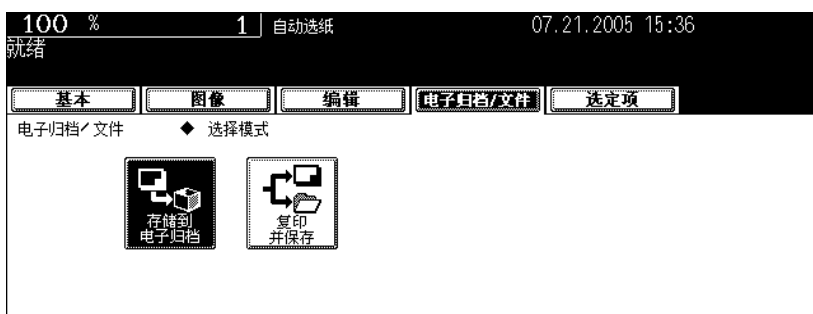 100 % 1 自动选纸 07.21.2005 15:36
就绪
基本 图像 编辑 电子归档/文件 选定项
电子归档/文件 ◆ 选择模式
存储到 复印
电子归档 并保存